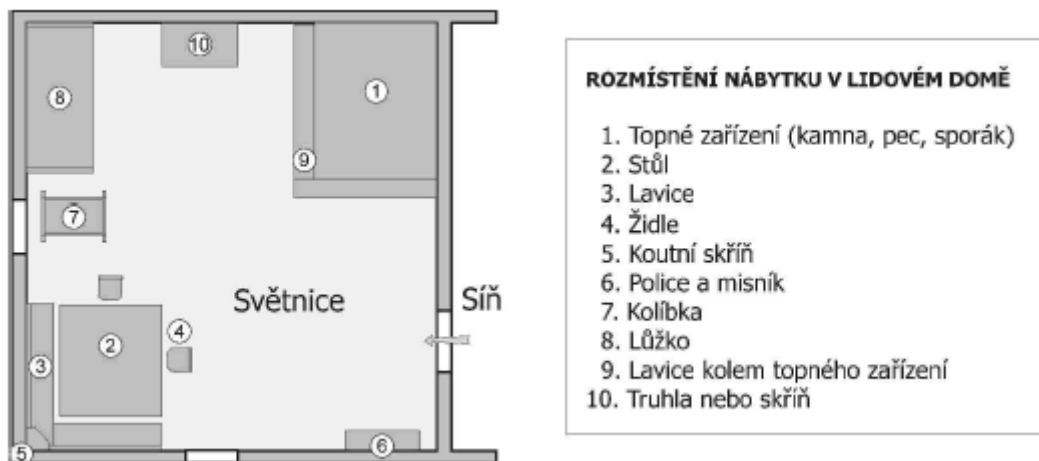 10
8
1
9
7
Světnice
Síň
4
2
3
5
6
ROZMÍSTĚNÍ NÁBYTKU V LIDOVÉM DOMĚ
1. Topné zařízení (kamna, pec, sporák)
2. Stůl
3. Lavice
4. Židle
5. Koutní skříň
6. Police a misník
7. Kolíbka
8. Lůžko
9. Lavice kolem topného zařízení
10. Truhla nebo skříň